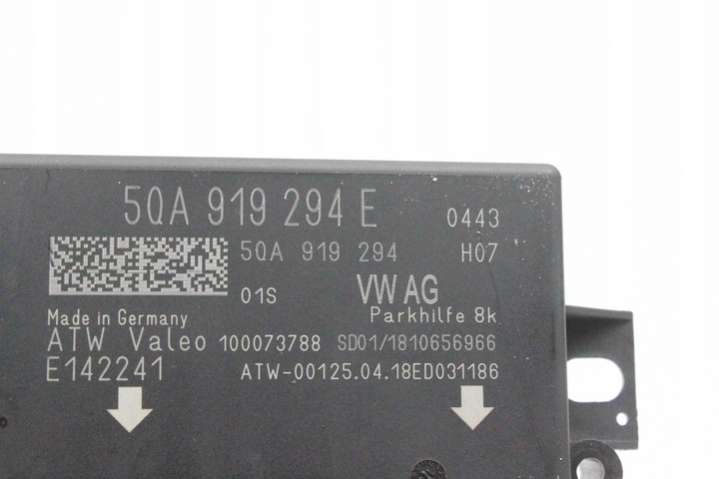 5QA 919 294 E 0443
5QA 919 294 H07
01S VW AG
Made in Germany Parkhilfe 8k
ATW Valeo 100073788 SD01/1810656966
E142241 ATW-00125.04.18ED031186